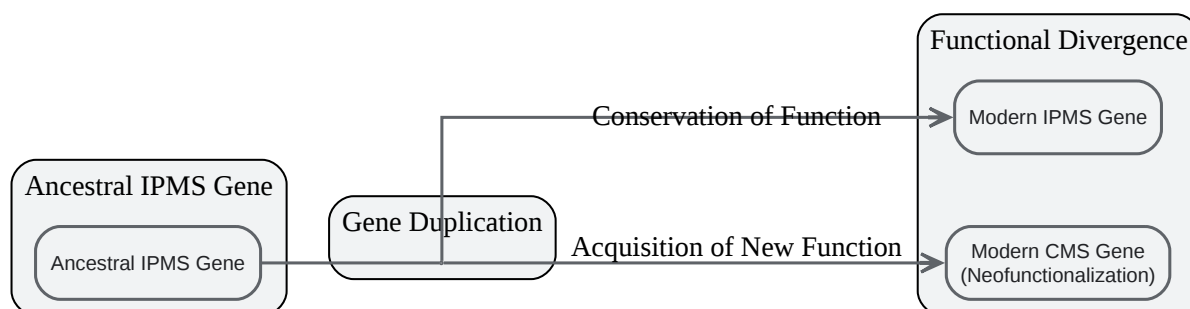 Functional Divergence
Conservation of Function
Modern IPMS Gene
Ancestral IPMS Gene
Ancestral IPMS Gene
Gene Duplication
Acquisition of New Function
Modern CMS Gene
(Neofunctionalization)